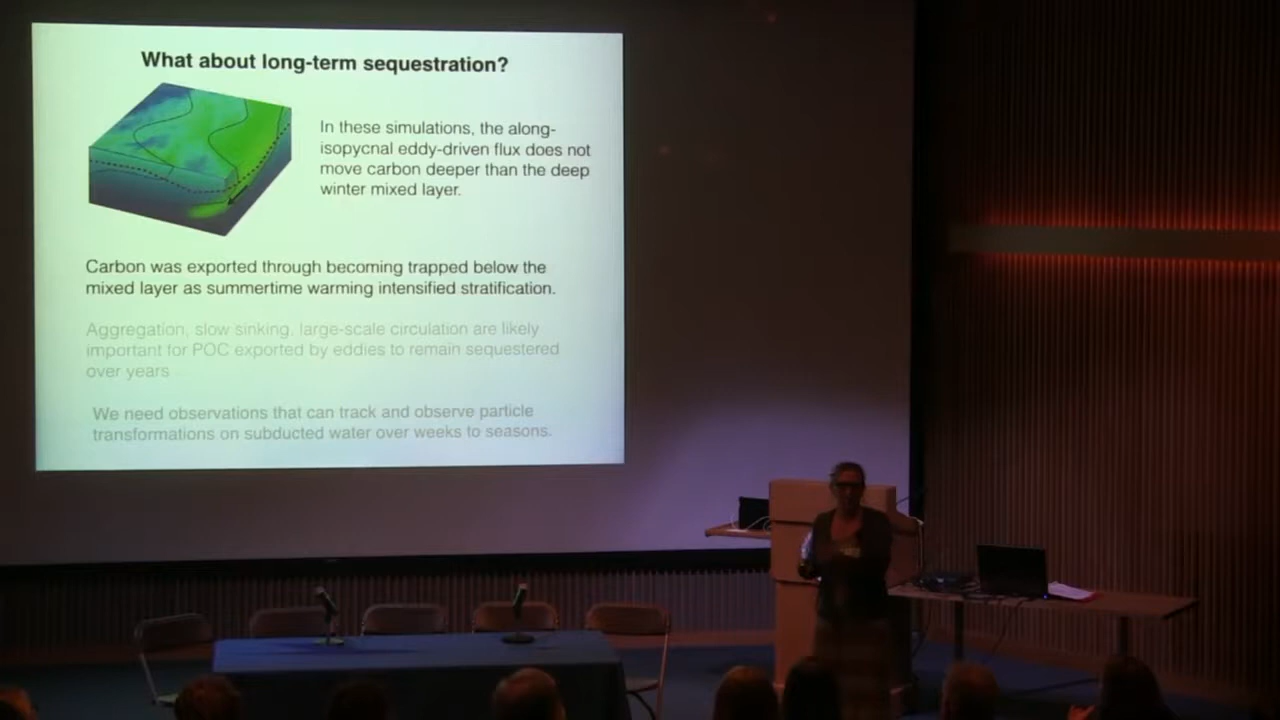 What about long-term sequestration?
In these simulations, the along-
isopycnal eddy-driven flux does not
move carbon deeper than the deep
winter mixed layer.
Carbon was exported through becoming trapped below the
mixed layer as summertime warming intensified stratification.
Aggregation, slow sinking, large-scale circulation are likely
important for POC exported by eddies to remain sequestered
over years
We need observations that can track and observe particle
transformations on subducted water over weeks to seasons.